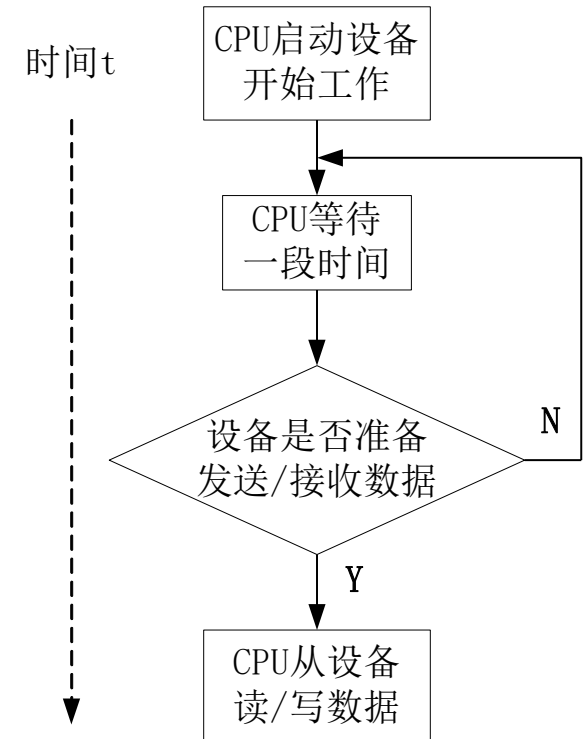 时间t
CPU启动设备
开始工作
CPU等待
一段时间
设备是否准备
发送/接收数据
N
Y
CPU从设备
读/写数据